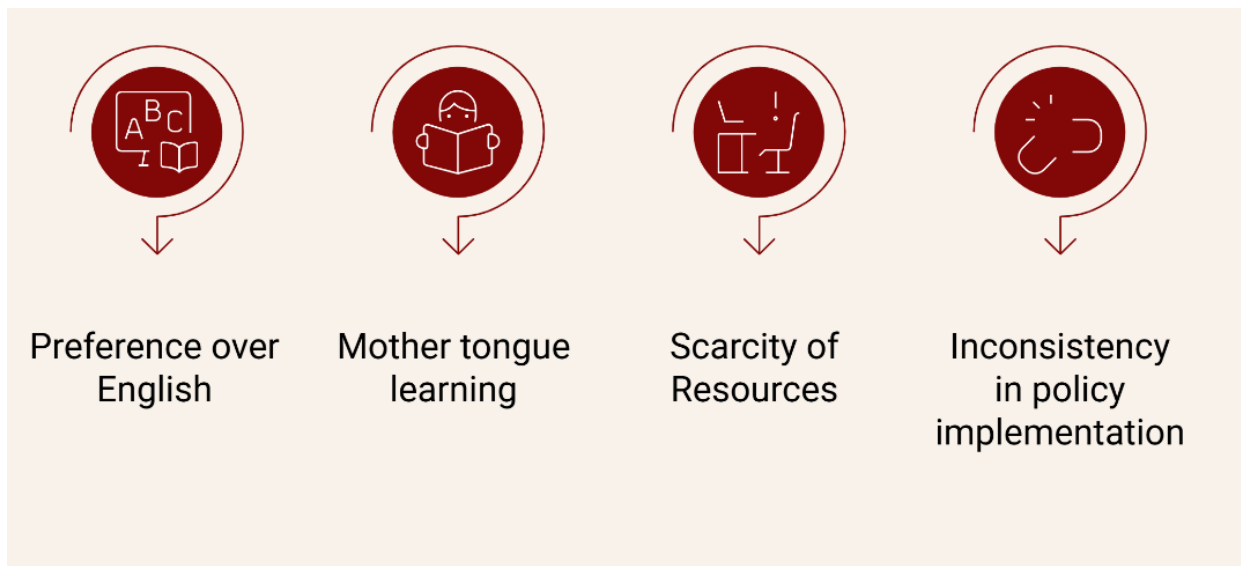 A B C
Preference over
English
Mother tongue
learning
Scarcity of
Resources
Inconsistency
in policy
implementation